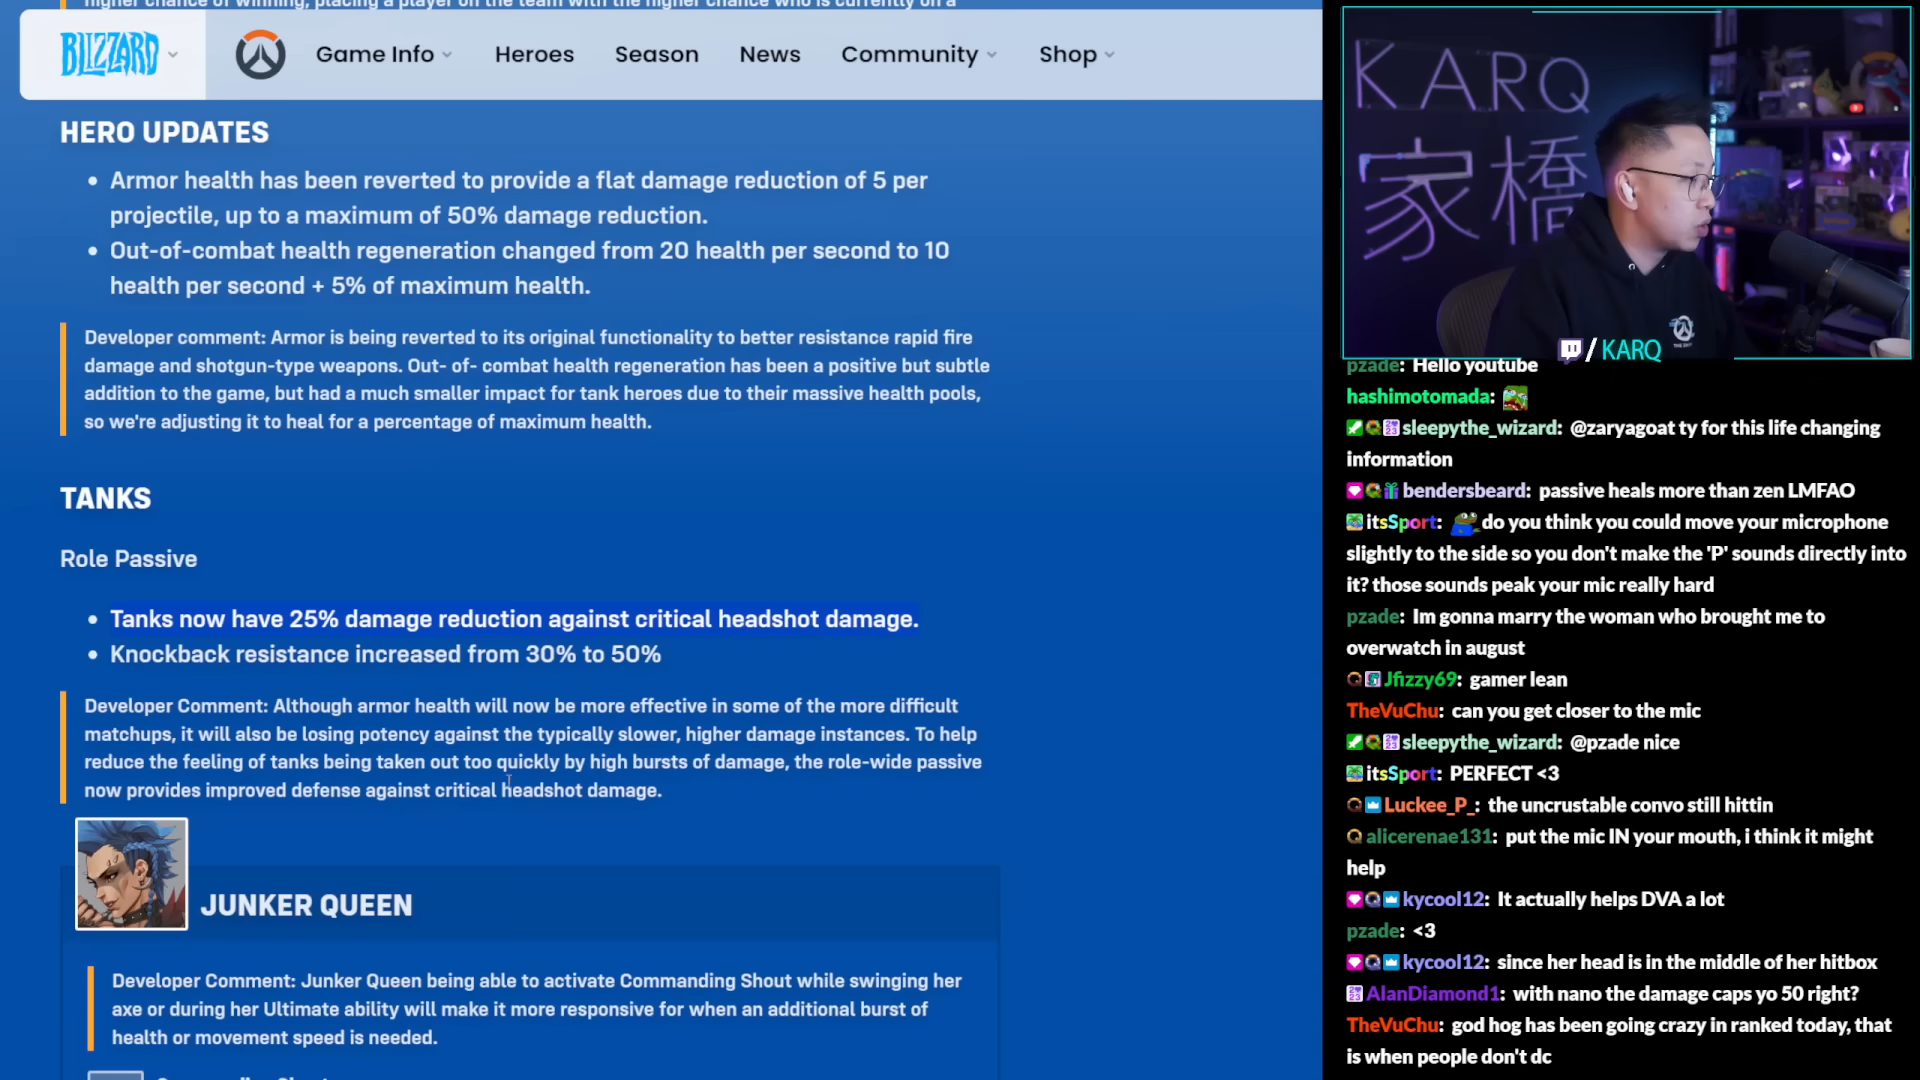 higher chance of winning, placing a player on the team with the higher chance who is currently on a
BLIZZARD
Game Info
Heroes
Season
News
Community
Shop
HERO UPDATES
Armor health has been reverted to provide a flat damage reduction of 5 per
projectile, up to a maximum of 50% damage reduction.
Out-of-combat health regeneration changed from 20 health per second to 10
health per second + 5% of maximum health.
Developer comment: Armor is being reverted to its original functionality to better resistance rapid fire
damage and shotgun-type weapons. Out- of- combat health regeneration has been a positive but subtle
addition to the game, but had a much smaller impact for tank heroes due to their massive health pools,
so we're adjusting it to heal for a percentage of maximum health.
TANKS
Role Passive
Tanks now have 25% damage reduction against critical headshot damage.
Knockback resistance increased from 30% to 50%
Developer Comment: Although armor health will now be more effective in some of the more difficult
matchups, it will also be losing potency against the typically slower, higher damage instances. To help
reduce the feeling of tanks being taken out too quickly by high bursts of damage, the role-wide passive
now provides improved defense against critical headshot damage.
JUNKER QUEEN
Developer Comment: Junker Queen being able to activate Commanding Shout while swinging her
axe or during her Ultimate ability will make it more responsive for when an additional burst of
health or movement speed is needed.
KARQ
家橋
/ KARQ
pzade: Hello youtube
hashimotomada:
sleepythe_wizard: @zaryagoat ty for this life changing
information
bendersbeard: passive heals more than zen LMFAO
itsSport: do you think you could move your microphone
slightly to the side so you don't make the 'P' sounds directly into
it? those sounds peak your mic really hard
pzade: Im gonna marry the woman who brought me to
overwatch in august
Jfizzy69: gamer lean
TheVuChu: can you get closer to the mic
sleepythe_wizard: @pzade nice
itsSport: PERFECT <3
Luckee_P_: the uncrustable convo still hittin
alicerenae131: put the mic IN your mouth, i think it might
help
kycool12: It actually helps DVA a lot
pzade: <3
kycool12: since her head is in the middle of her hitbox
AlanDiamond1: with nano the damage caps yo 50 right?
TheVuChu: god hog has been going crazy in ranked today, that
is when people don't dc